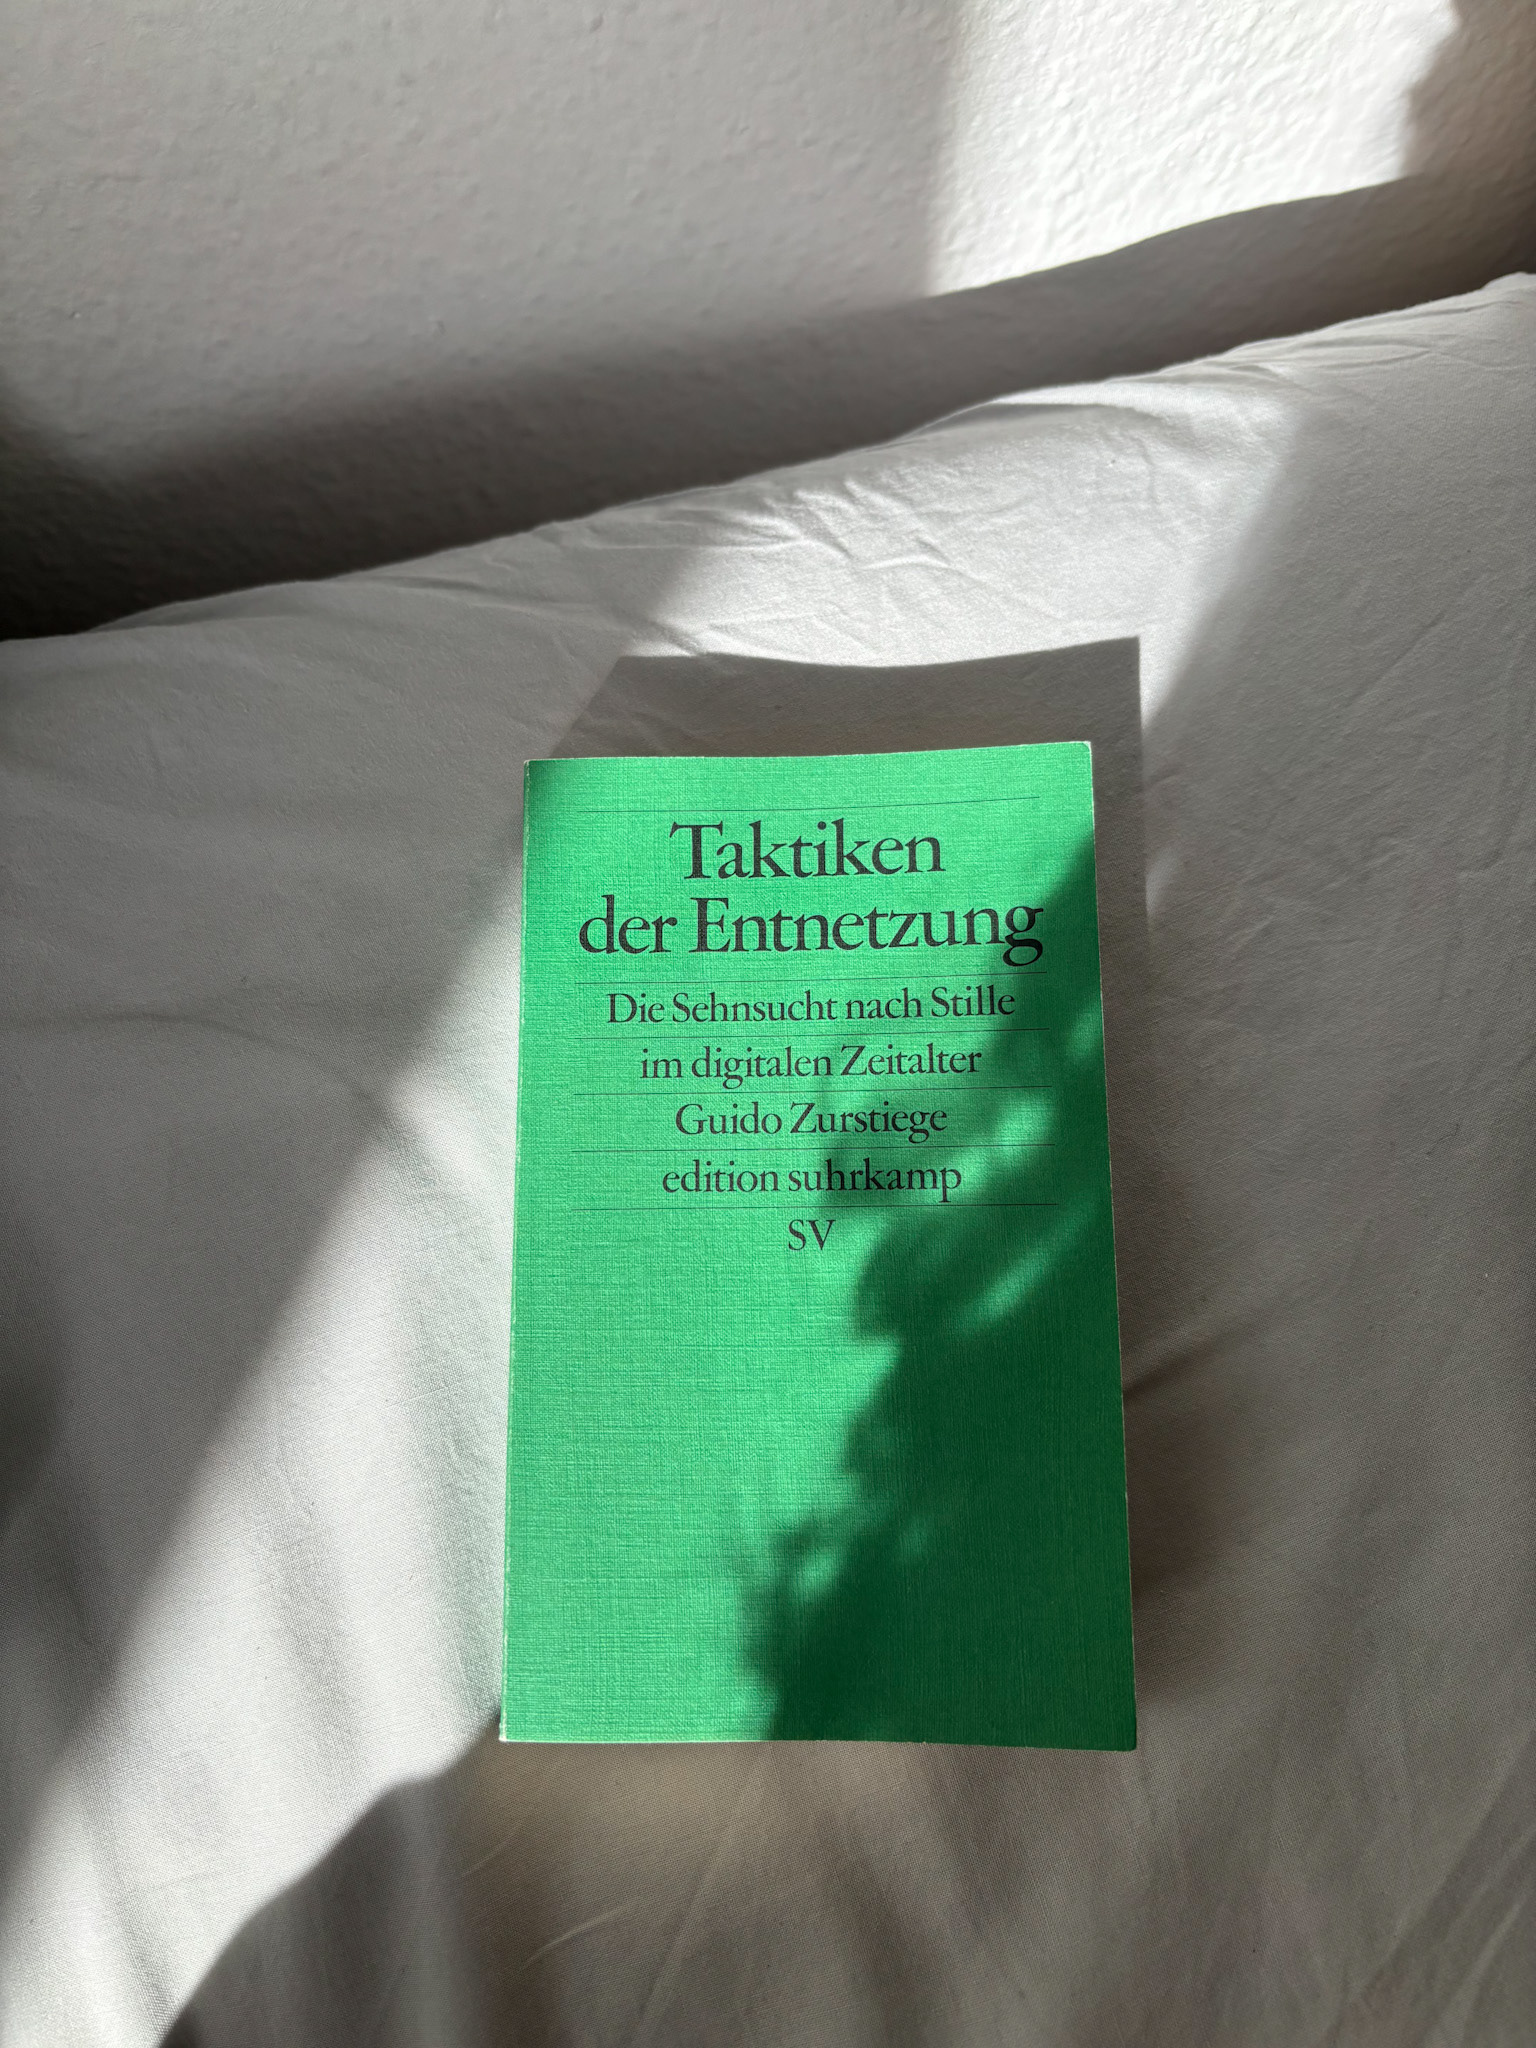 Taktiken
der Entnetzung
Die Sehnsucht nach Stille
im digitalen Zeitalter
Guido Zurstiege
edition suhrkamp
SV